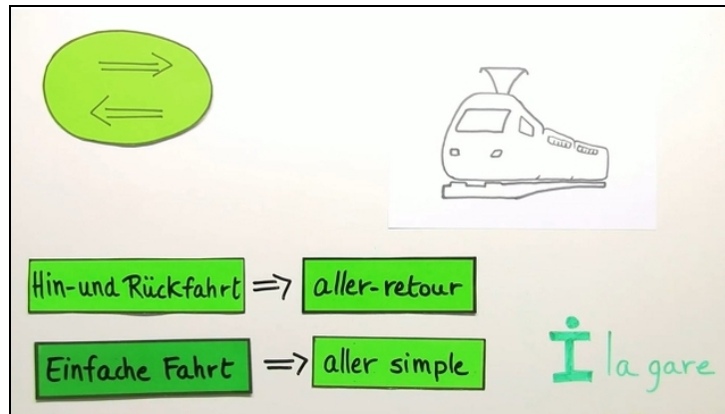 Hin- und Rückfahrt ⇒ aller-retour
Einfache Fahrt ⇒ aller simple
i la gare